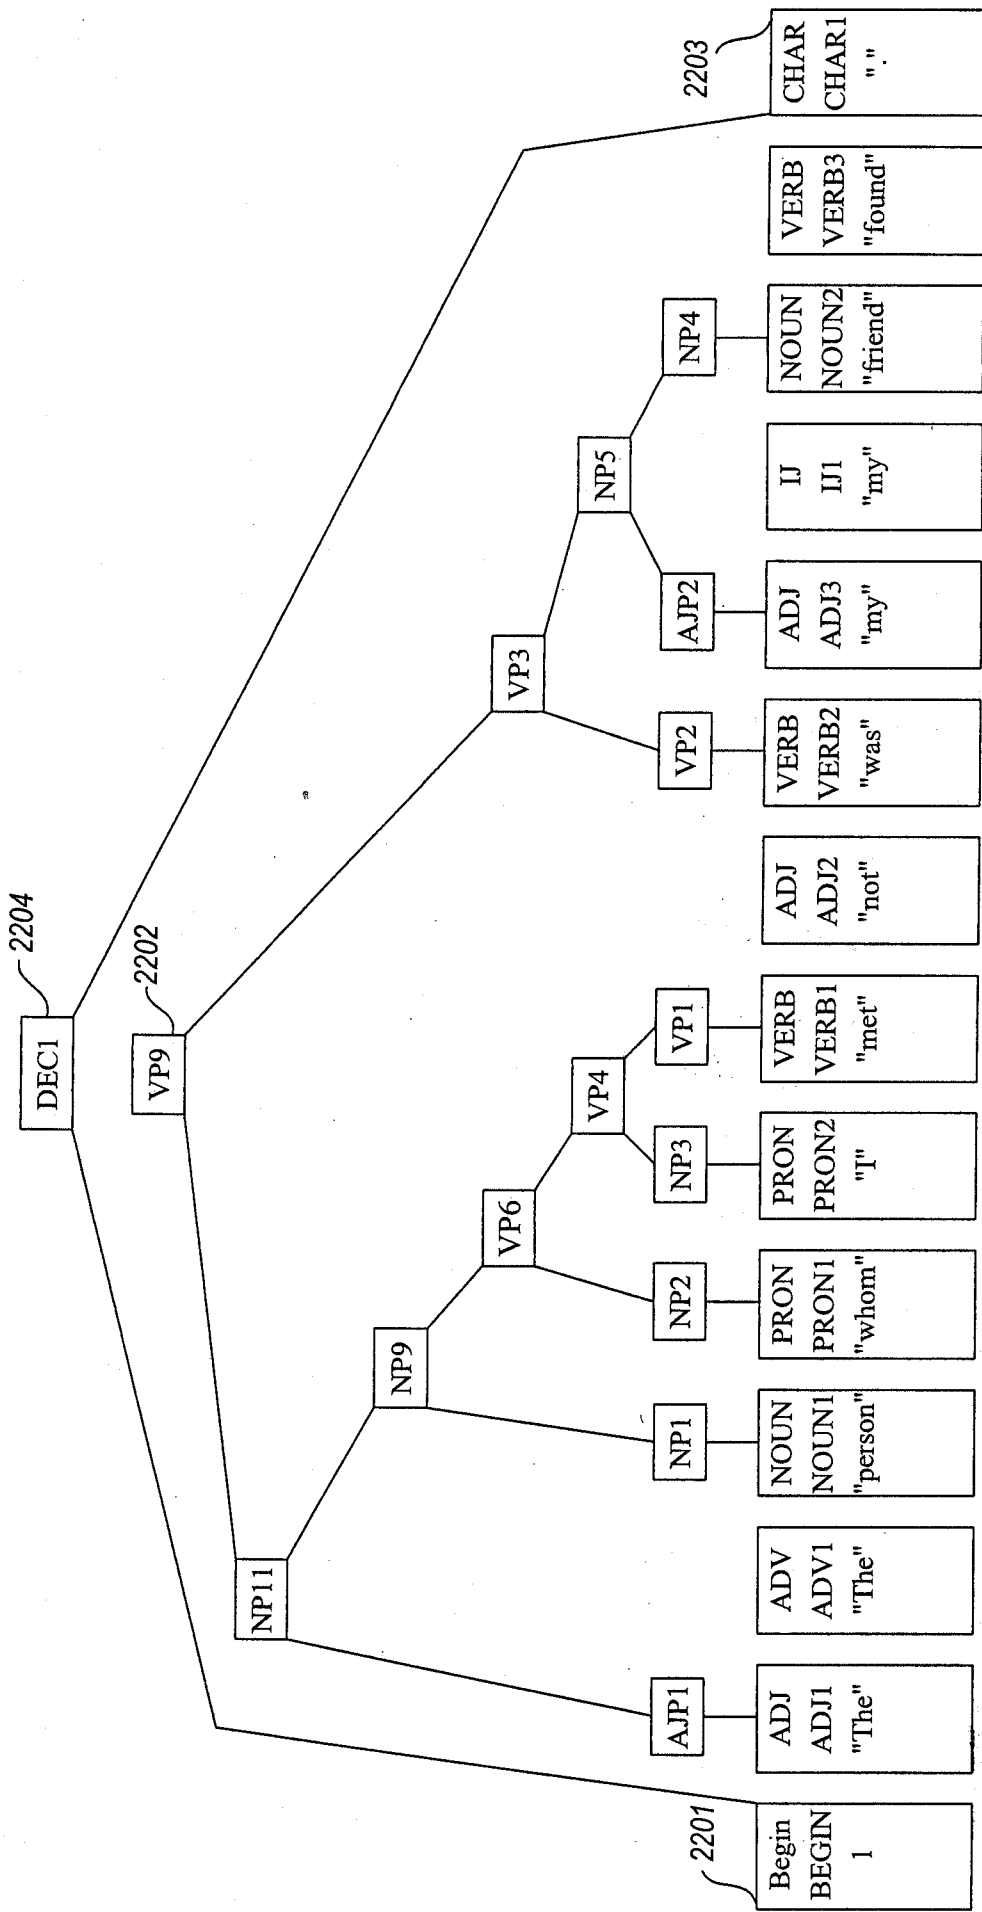 2204
DEC1
2202
VP9
NP11
NP9
VP3
VP6
NP5
VP4
AJP1
NP1
NP2
NP3
VP1
VP2
AJP2
NP4
2201
2203
Begin
BEGIN
1
ADJ
ADJ1
"The"
ADV
ADV1
"The"
NOUN
NOUN1
"person"
PRON
PRON1
"whom"
PRON
PRON2
"I"
VERB
VERB1
"met"
ADJ
ADJ2
"not"
VERB
VERB2
"was"
ADJ
ADJ3
"my"
IJ
IJ1
"my"
NOUN
NOUN2
"friend"
VERB
VERB3
"found"
CHAR
CHAR1
"."